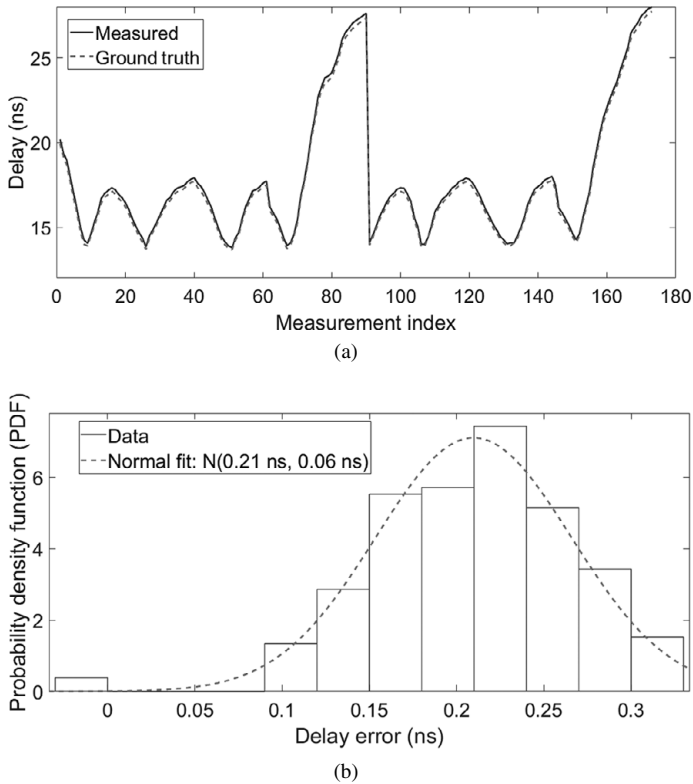 Measured
Ground truth
Delay (ns)
25
20
15
0 20 40 60 80 100 120 140 160 180
Measurement index
(a)
Data
Normal fit: N(0.21 ns, 0.06 ns)
Probability density function (PDF)
6
4
2
0
0 0.05 0.1 0.15 0.2 0.25 0.3
Delay error (ns)
(b)